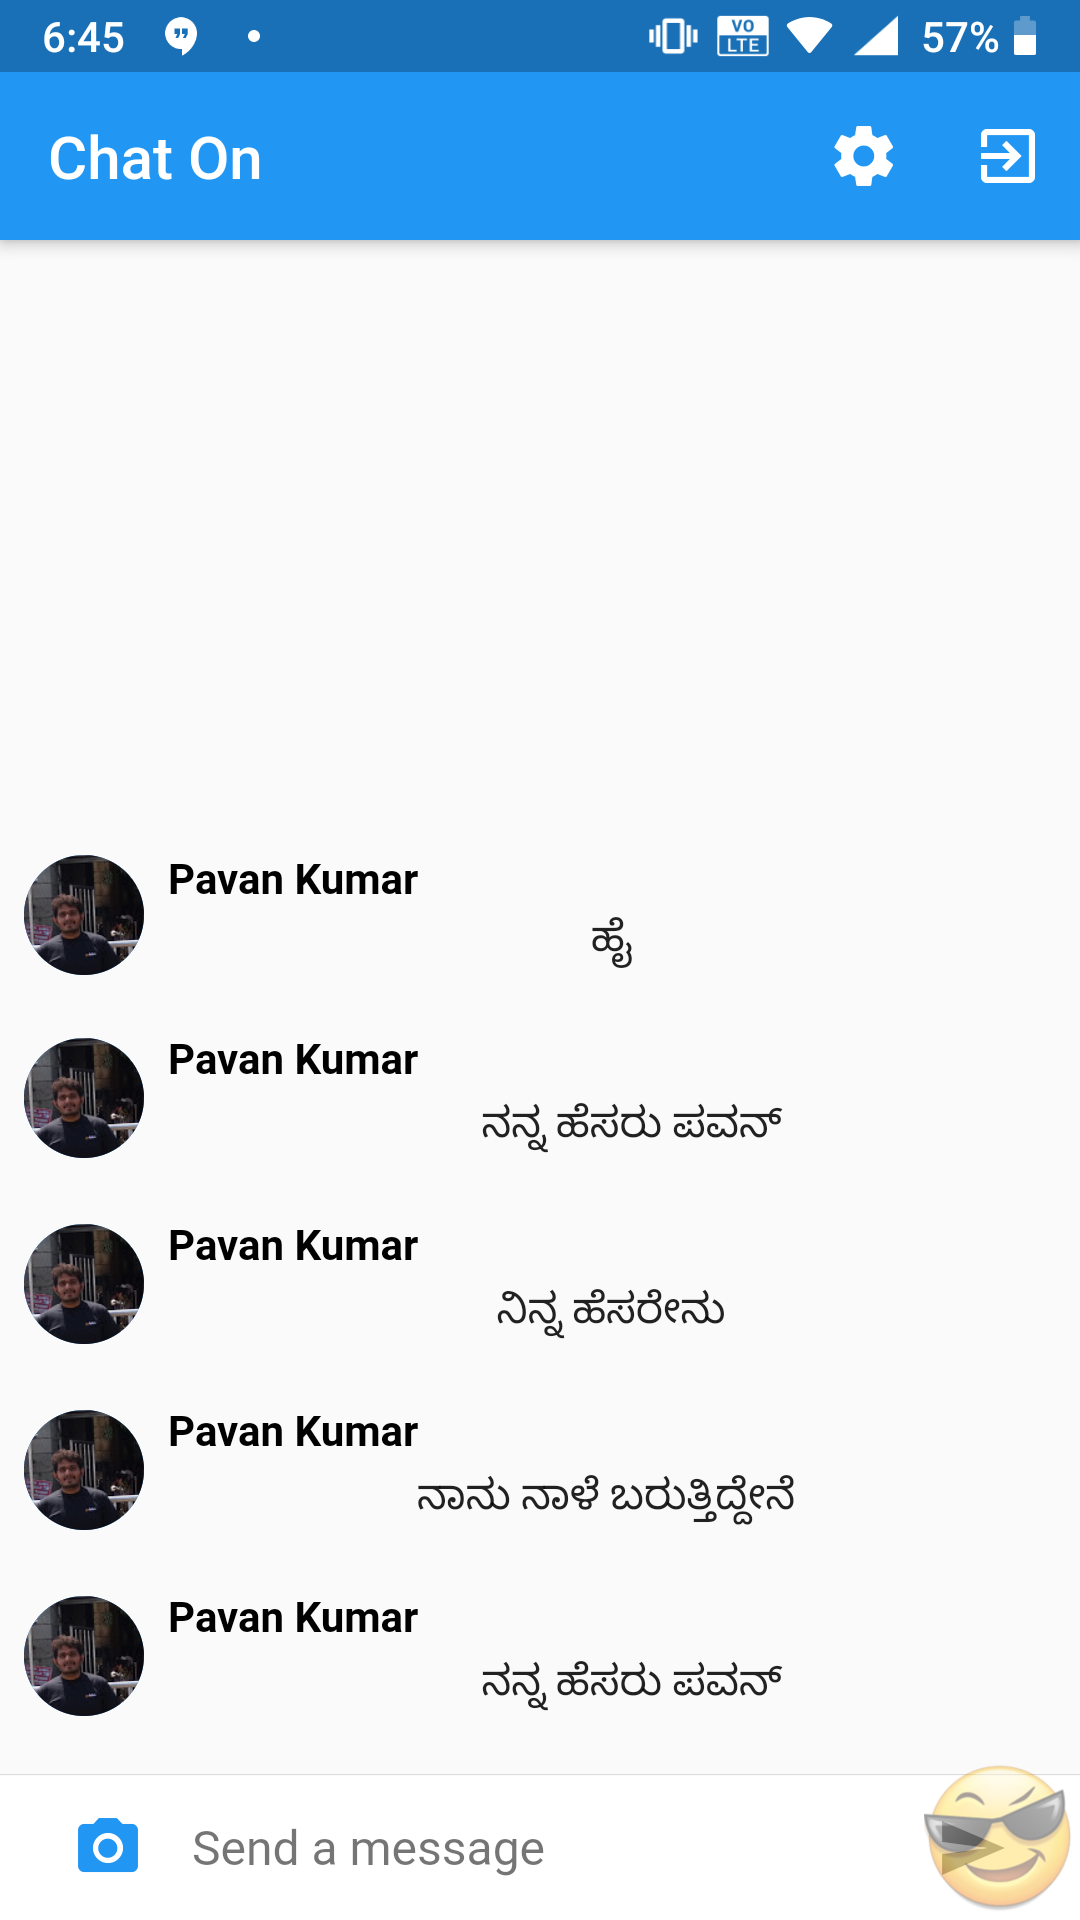 6:45 VO LTE 57%
Chat On
Pavan Kumar
ಹೈ
Pavan Kumar
ನನ್ನ ಹೆಸರು ಪವನ್
Pavan Kumar
ನಿನ್ನ ಹೆಸರೇನು
Pavan Kumar
ನಾನು ನಾಳೆ ಬರುತ್ತಿದ್ದೇನೆ
Pavan Kumar
ನನ್ನ ಹೆಸರು ಪವನ್
Send a message